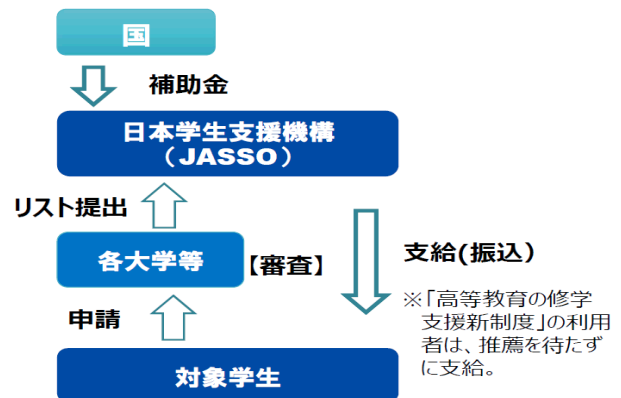 国
補助金
日本学生支援機構
（JASSO）
リスト提出
各大学等
【審査】
支給(振込）
※「高等教育の修学
支援新制度」の利用
者は、推薦を待たず
に支給。
申請
対象学生